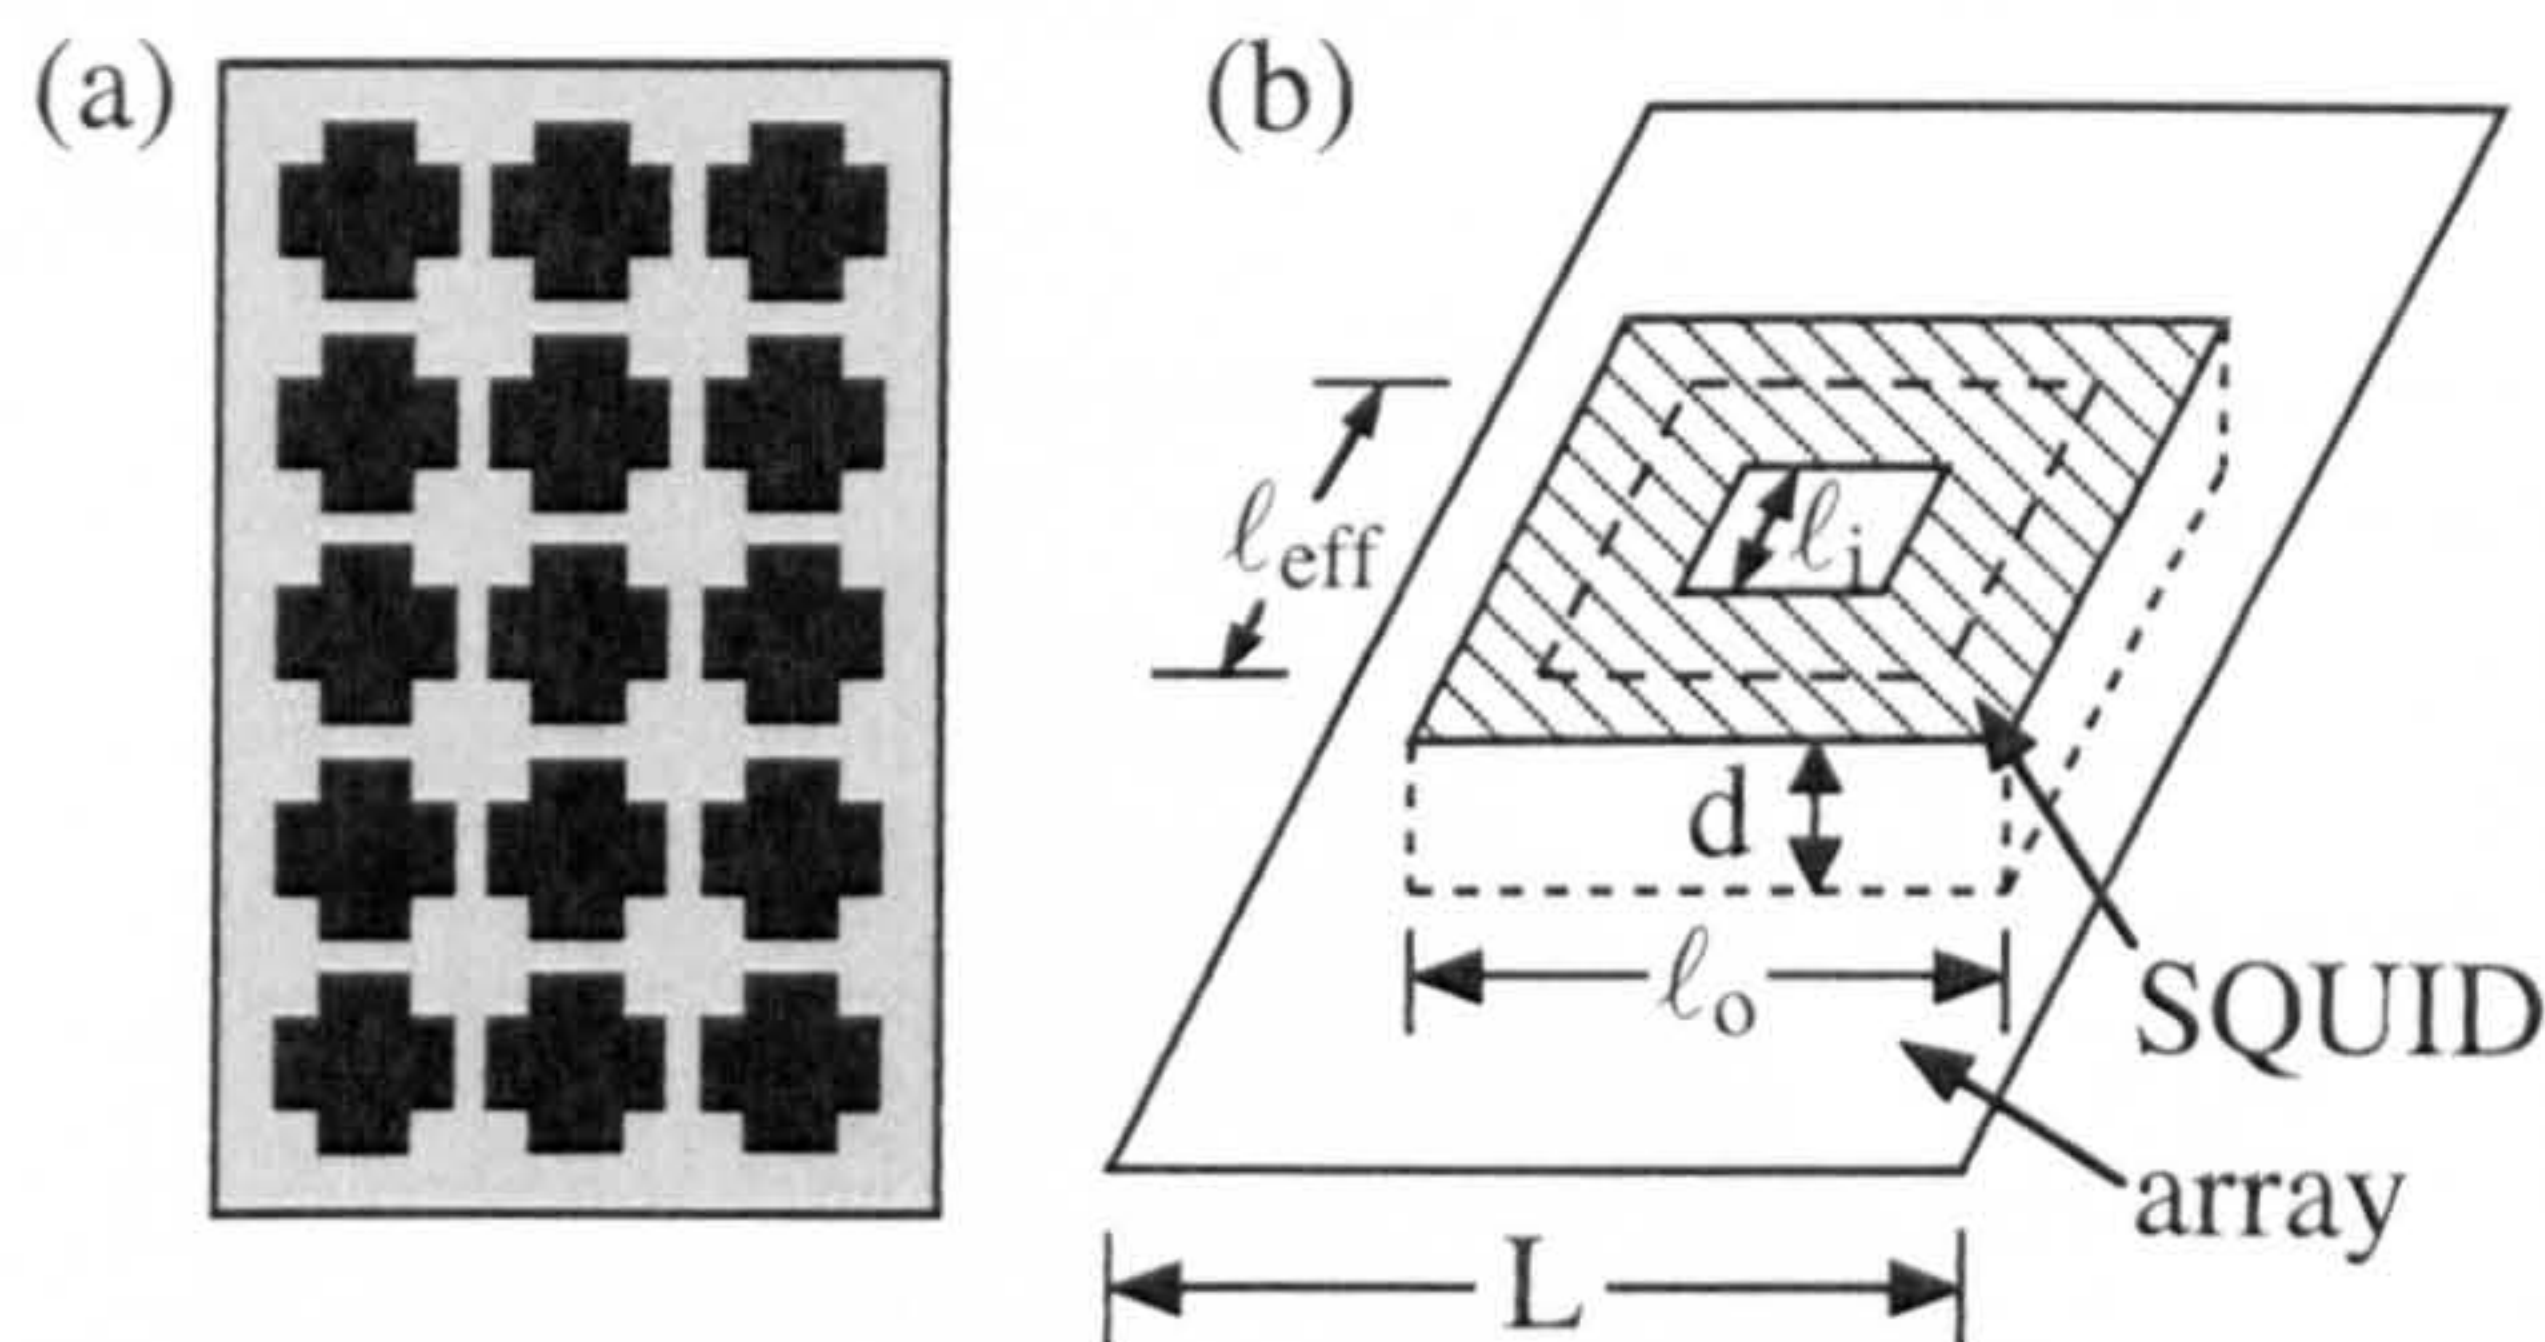 (a)
(b)
ℓeff
ℓi
d
ℓo
SQUID
array
L